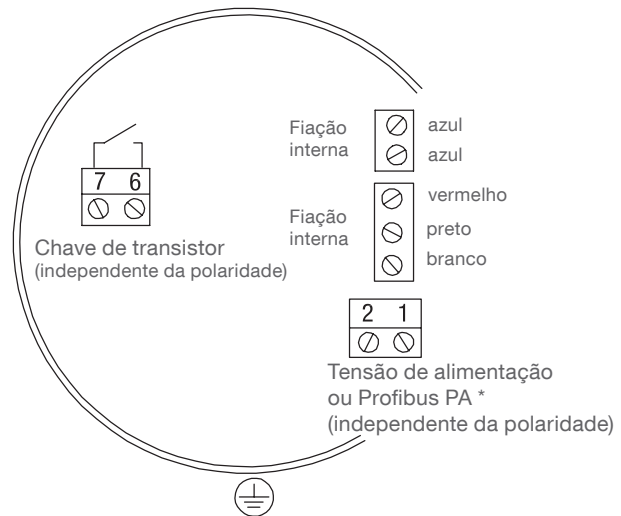 Fiação
interna
azul
azul
7 6
Chave de transistor
(independente da polaridade)
Fiação
interna
vermelho
preto
branco
2 1
Tensão de alimentação
ou Profibus PA *
(independente da polaridade)